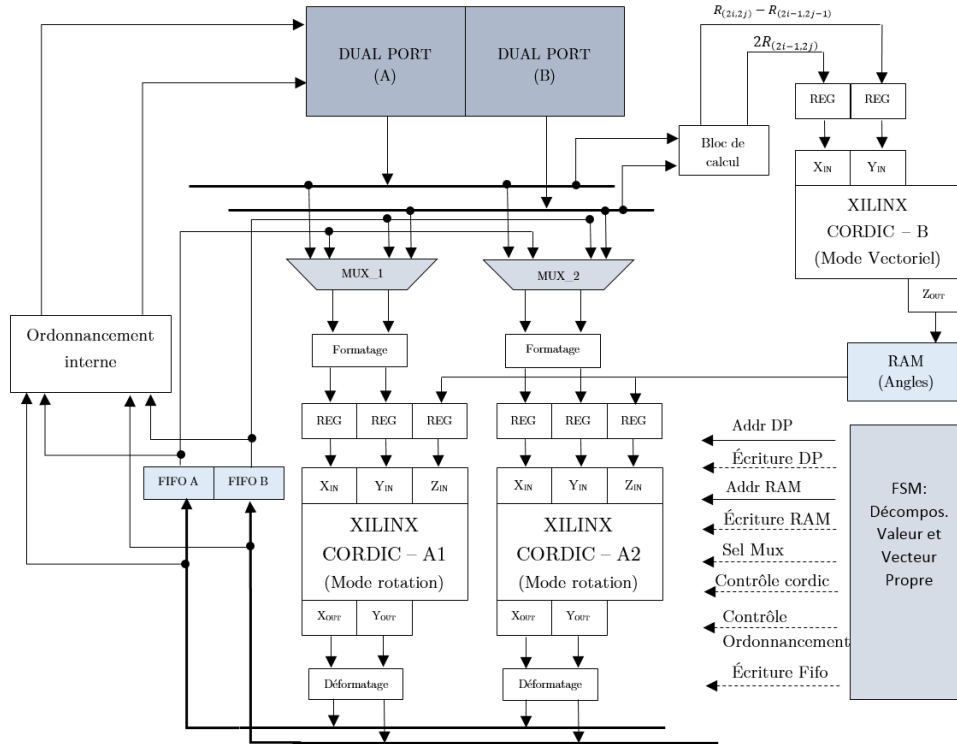 R(2i,2j) − R(2i−1,2j−1)
2R(2i−1,2j)
DUAL PORT
(A)
DUAL PORT
(B)
REG
REG
Bloc de
calcul
XIN
YIN
XILINX
CORDIC – B
(Mode Vectoriel)
ZOUT
MUX_1
MUX_2
Ordonnancement
interne
Formatage
Formatage
RAM
(Angles)
REG
REG
REG
REG
REG
REG
FIFO A
FIFO B
XIN
YIN
ZIN
XIN
YIN
ZIN
XILINX
CORDIC – A1
(Mode rotation)
XILINX
CORDIC – A2
(Mode rotation)
XOUT
YOUT
XOUT
YOUT
Déformatage
Déformatage
Addr DP
Écriture DP
Addr RAM
Écriture RAM
Sel Mux
Contrôle cordic
Contrôle
Ordonnancement
Écriture Fifo
FSM:
Décompos.
Valeur et
Vecteur
Propre